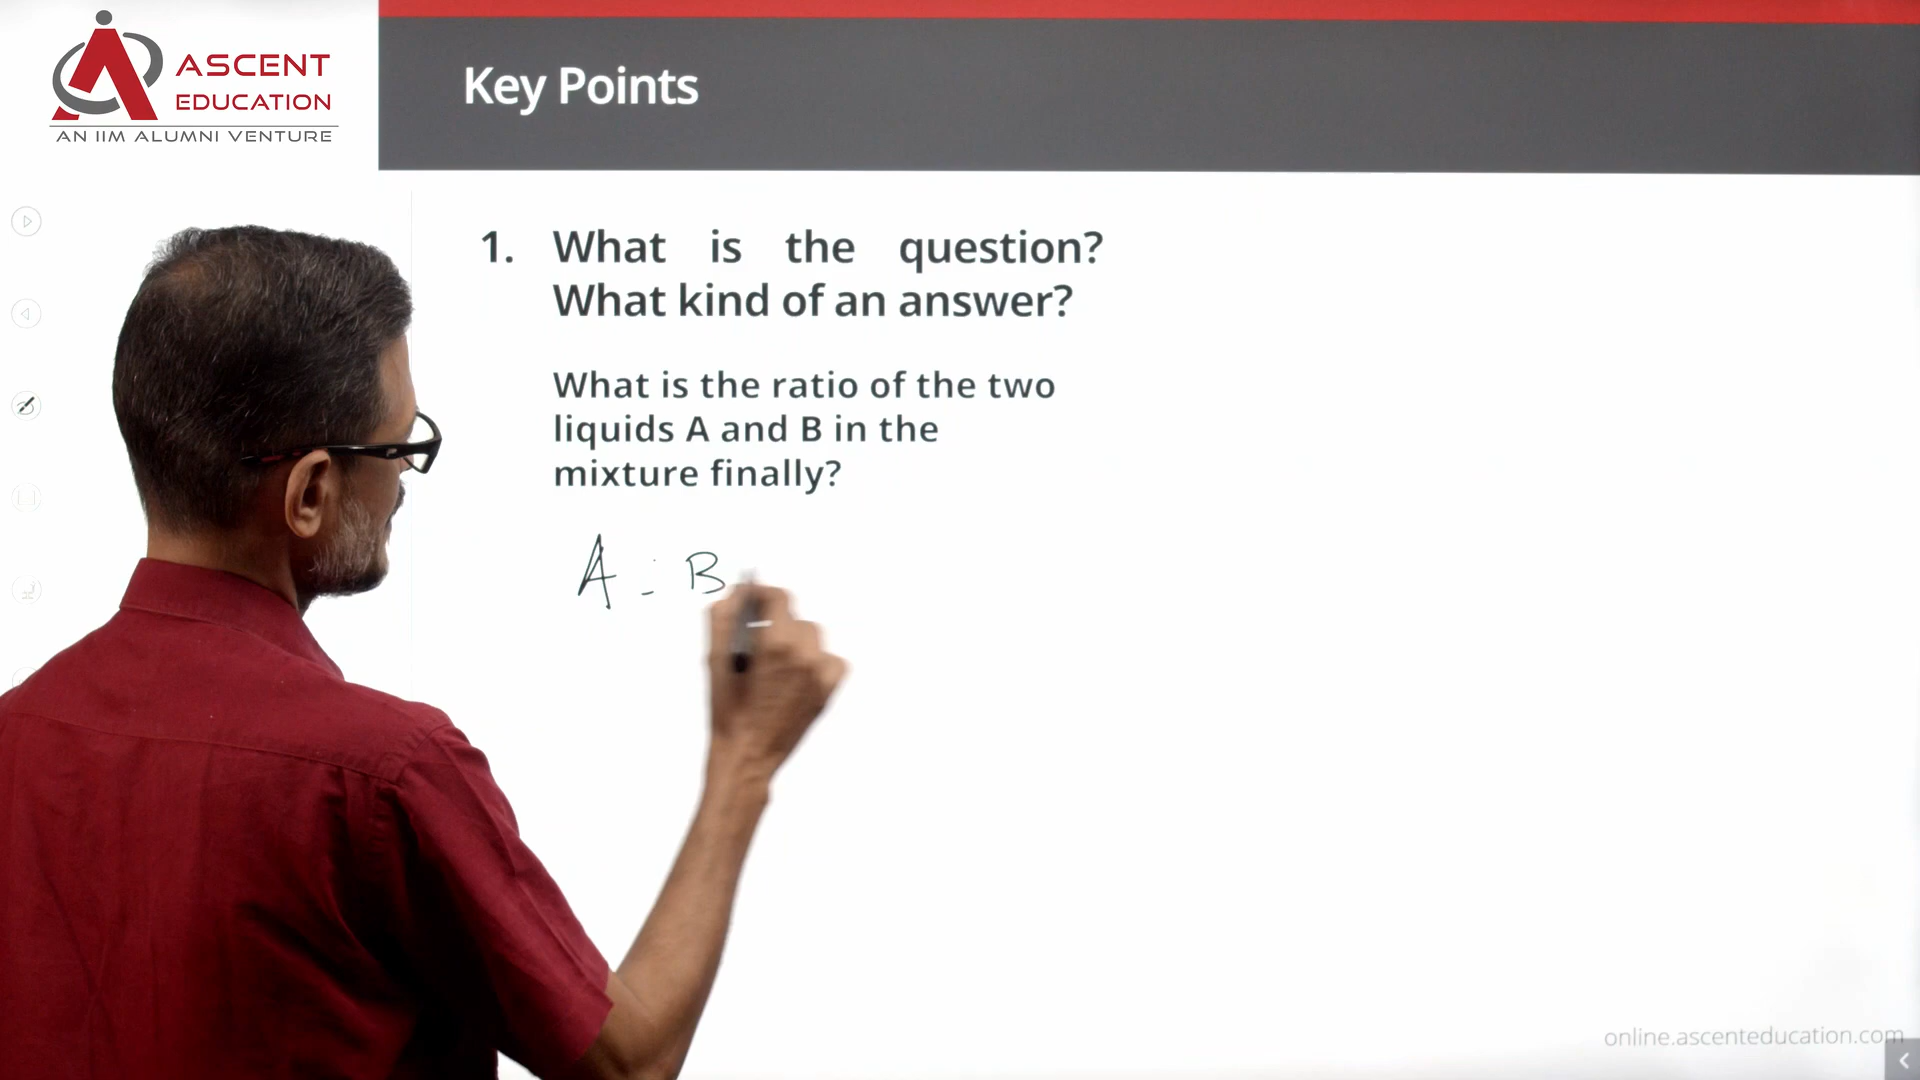 ASCENT
EDUCATION
AN IIM ALUMNI VENTURE
Key Points
1. What is the question?
What kind of an answer?
What is the ratio of the two
liquids A and B in the
mixture finally?
A : B
online.ascenteducation.com